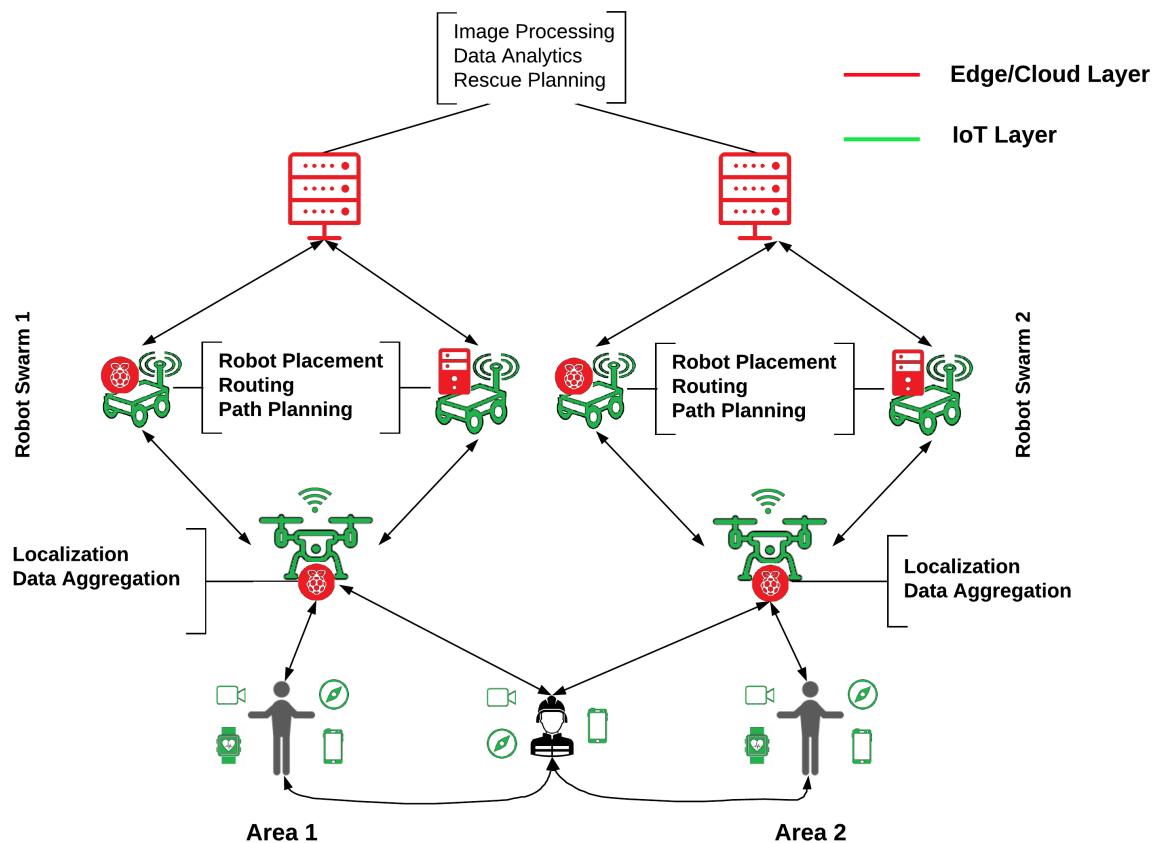 Image Processing
Data Analytics
Rescue Planning
Edge/Cloud Layer
IoT Layer
Robot Swarm 1
Robot Placement
Routing
Path Planning
Robot Placement
Routing
Path Planning
Robot Swarm 2
Localization
Data Aggregation
Localization
Data Aggregation
Area 1
Area 2